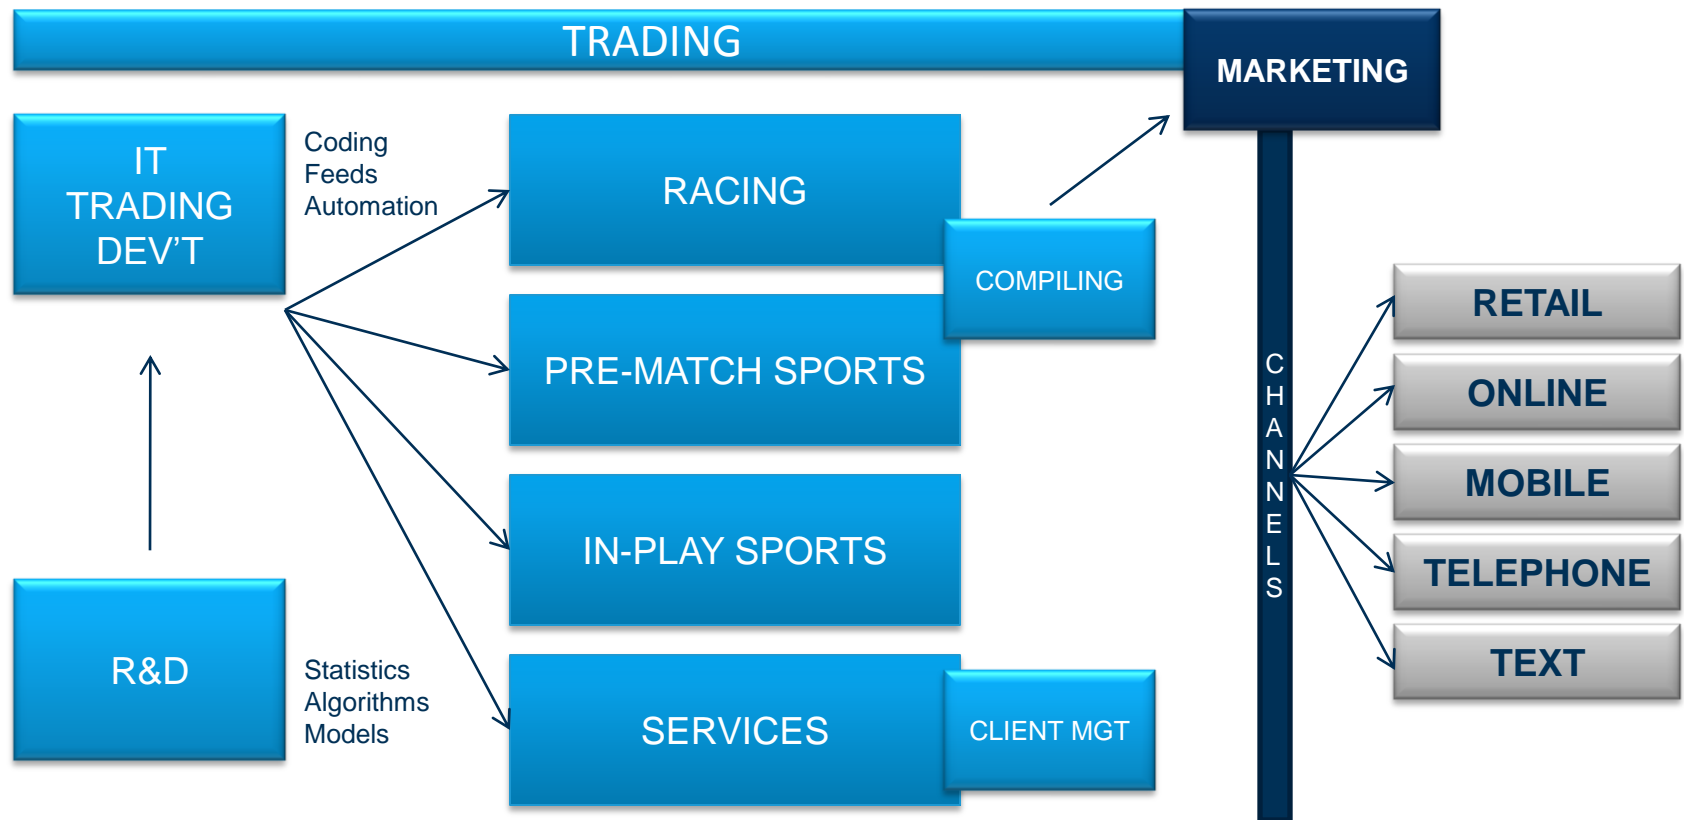 TRADING
MARKETING
IT
TRADING
DEV’T
Coding
Feeds
Automation
RACING
COMPILING
PRE-MATCH SPORTS
IN-PLAY SPORTS
R&D
Statistics
Algorithms
Models
SERVICES
CLIENT MGT
CHANNELS
RETAIL
ONLINE
MOBILE
TELEPHONE
TEXT